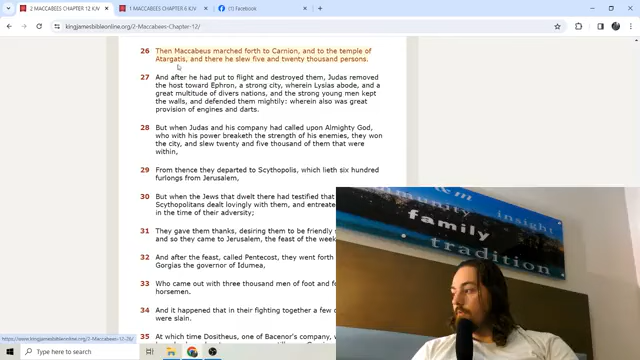 2 MACCABEES CHAPTER 12 KJV
1 MACCABEES CHAPTER 6 KJV
(1) Facebook
kingjamesbibleonline.org/2-Maccabees-Chapter-12/
26 Then Maccabeus marched forth to Carnion, and to the temple of
Atargatis, and there he slew five and twenty thousand persons.
27 And after he had put to flight and destroyed them, Judas removed
the host toward Ephron, a strong city, wherein Lysias abode, and a
great multitude of divers nations, and the strong young men kept
the walls, and defended them mightily: wherein also was great
provision of engines and darts.
28 But when Judas and his company had called upon Almighty God,
who with his power breaketh the strength of his enemies, they won
the city, and slew twenty and five thousand of them that were
within,
29 From thence they departed to Scythopolis, which lieth six hundred
furlongs from Jerusalem,
30 But when the Jews that dwelt there had testified that
Scythopolitans dealt lovingly with them, and entreate
in the time of their adversity;
31 They gave them thanks, desiring them to be friendly s
and so they came to Jerusalem, the feast of the week
32 And after the feast, called Pentecost, they went forth
Gorgias the governor of Idumea,
33 Who came out with three thousand men of foot and fo
horsemen.
34 And it happened that in their fighting together a few o
were slain.
35 At which time Dositheus, one of Bacenor's company, w
& m
community
insight
family
tradition
https://www.kingjamesbibleonline.org/2-Maccabees-12-26/
Type here to search